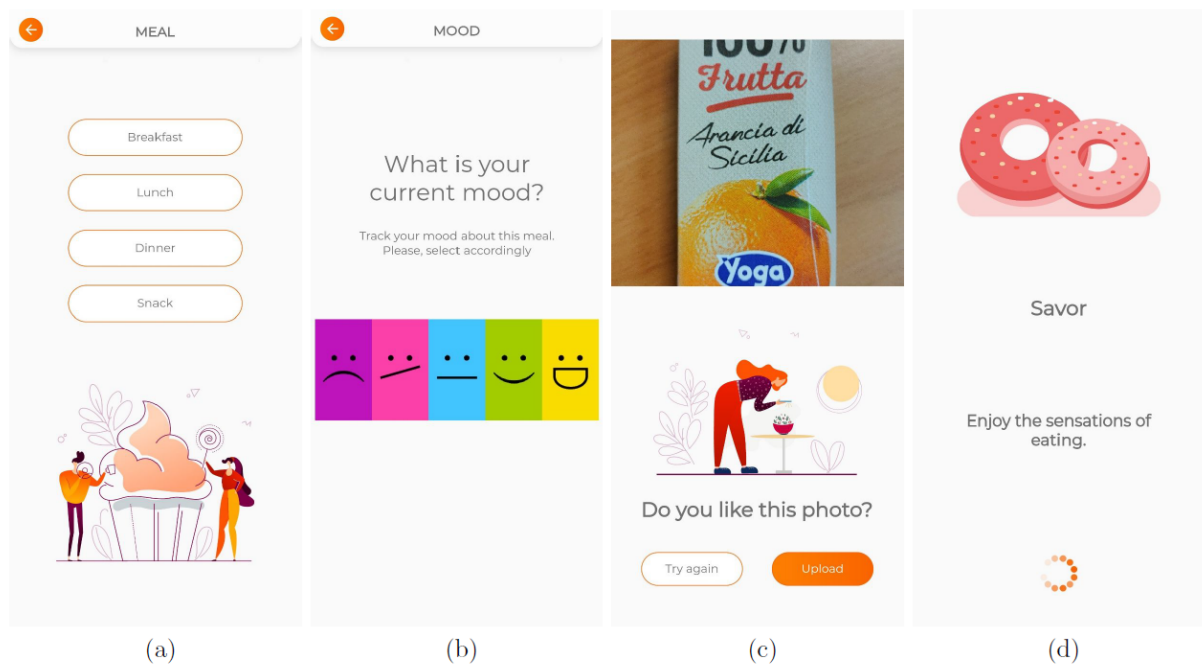 MEAL
Breakfast
Lunch
Dinner
Snack
(a)
MOOD
What is your
current mood?
Track your mood about this meal.
Please, select accordingly
(b)
100%
Frutta
Arancia di
Sicilia
Yoga
Do you like this photo?
Try again
Upload
(c)
Savor
Enjoy the sensations of
eating.
(d)